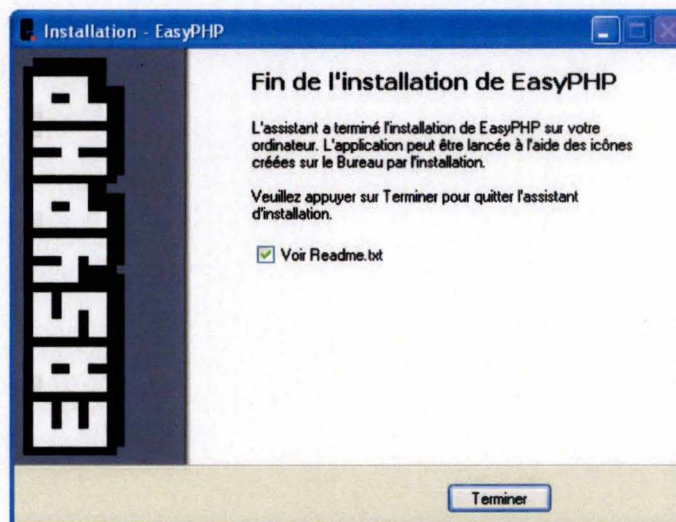 Installation - EasyPHP
EASYPHP
Fin de l'installation de EasyPHP
L'assistant a terminé l'installation de EasyPHP sur votre
ordinateur. L'application peut être lancée à l'aide des icônes
créées sur le Bureau par l'installation.
Veuillez appuyer sur Terminer pour quitter l'assistant
d'installation.
Voir Readme.txt
Terminer